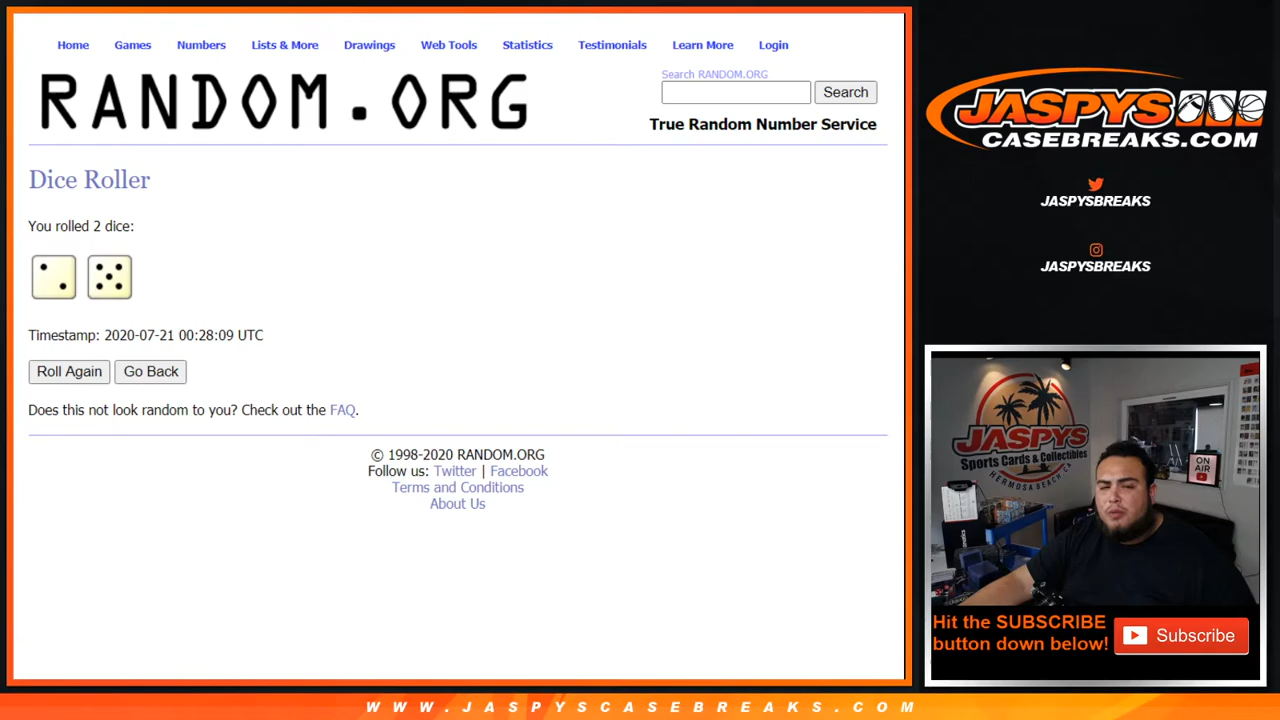 Home Games Numbers Lists & More Drawings Web Tools Statistics Testimonials Learn More Login
RANDOM.ORG
Search RANDOM.ORG
Search
True Random Number Service
Dice Roller
You rolled 2 dice:
Timestamp: 2020-07-21 00:28:09 UTC
Roll Again Go Back
Does this not look random to you? Check out the FAQ.
© 1998-2020 RANDOM.ORG
Follow us: Twitter | Facebook
Terms and Conditions
About Us
JASPYS
CASEBREAKS.COM
JASPYSBREAKS
JASPYSBREAKS
JASPYS
Sports Cards & Collectibles
HERMOSA BEACH CA
ON
AIR
Hit the SUBSCRIBE
button down below!
Subscribe
WWW.JASPYSCASEBREAKS.COM